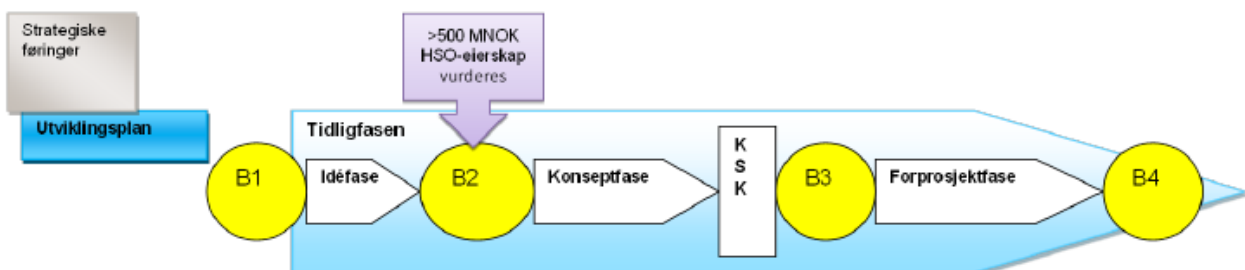 Strategiske
føringer
>500 MNOK
HSO-eierskap
vurderes
Utviklingsplan
Tidligfasen
B1
Idéfase
B2
Konseptfase
K
S
K
B3
Forprosjektfase
B4